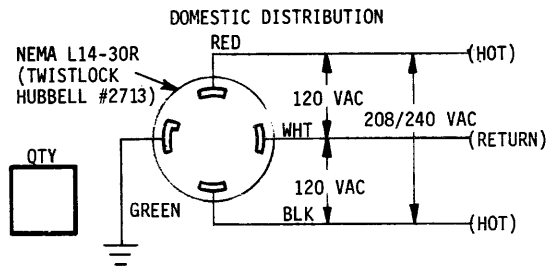 DOMESTIC DISTRIBUTION
NEMA L14-30R
(TWISTLOCK
HUBBELL #2713)
RED
(HOT)
120 VAC
208/240 VAC
WHT
(RETURN)
QTY
120 VAC
GREEN
BLK
(HOT)